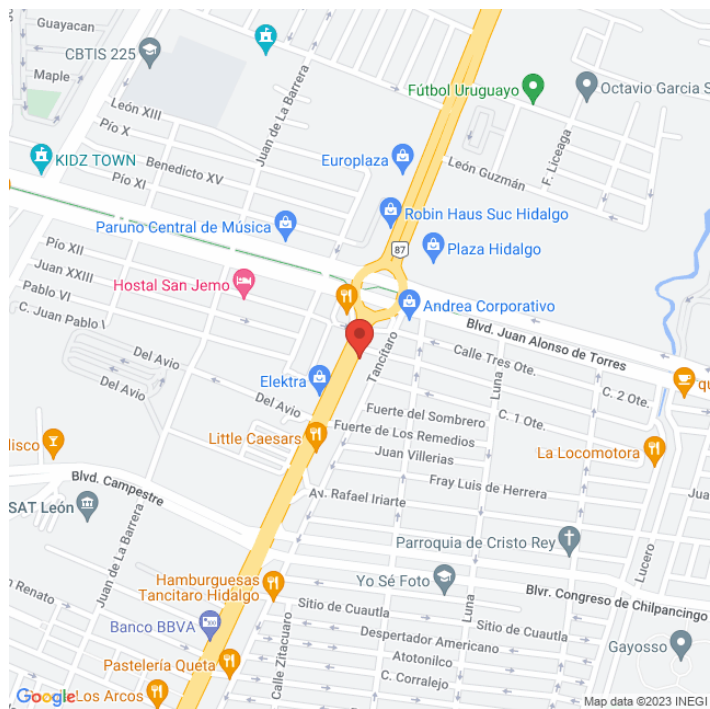 Guayacan
CBTIS 225
Maple
León XIII
Pío X
Juan de La Barrera
KIDZ TOWN
Benedicto XV
Pío XI
Fútbol Uruguayo
Octavio Garcia S
Europlaza
León Guzmán
F. Liceaga
Paruno Central de Música
Robin Haus Suc Hidalgo
87
Plaza Hidalgo
Pío XII
Juan XXIII
Hostal San Jemo
Pablo VI
C. Juan Pablo I
Andrea Corporativo
Blvd. Juan Alonso de Torres
Tancítaro
Calle Tres Ote.
Luna
Del Avio
Del Avio
Elektra
Del Avio
C. 2 Ote.
qu
C. 1 Ote.
Fuerte del Sombrero
Fuerte de Los Remedios
Little Caesars
Juan Villerias
La Locomotora
lisco
Fray Luis de Herrera
Jua
Blvd. Campestre
Av. Rafael Iriarte
SAT León
Juan de La Barrera
Parroquia de Cristo Rey
Lucero
n Renato
Hamburguesas
Tancitaro Hidalgo
Yo Sé Foto
Luna
Blvr. Congreso de Chilpancingo
Sitio de Cuautla
Sitio de Cuautla
Banco BBVA
Calle Zitacuaro
Despertador Americano
Gayosso
Atotonilco
Pastelería Queta
C. Corralejo
Google
Los Arcos
Map data ©2023 INEGI